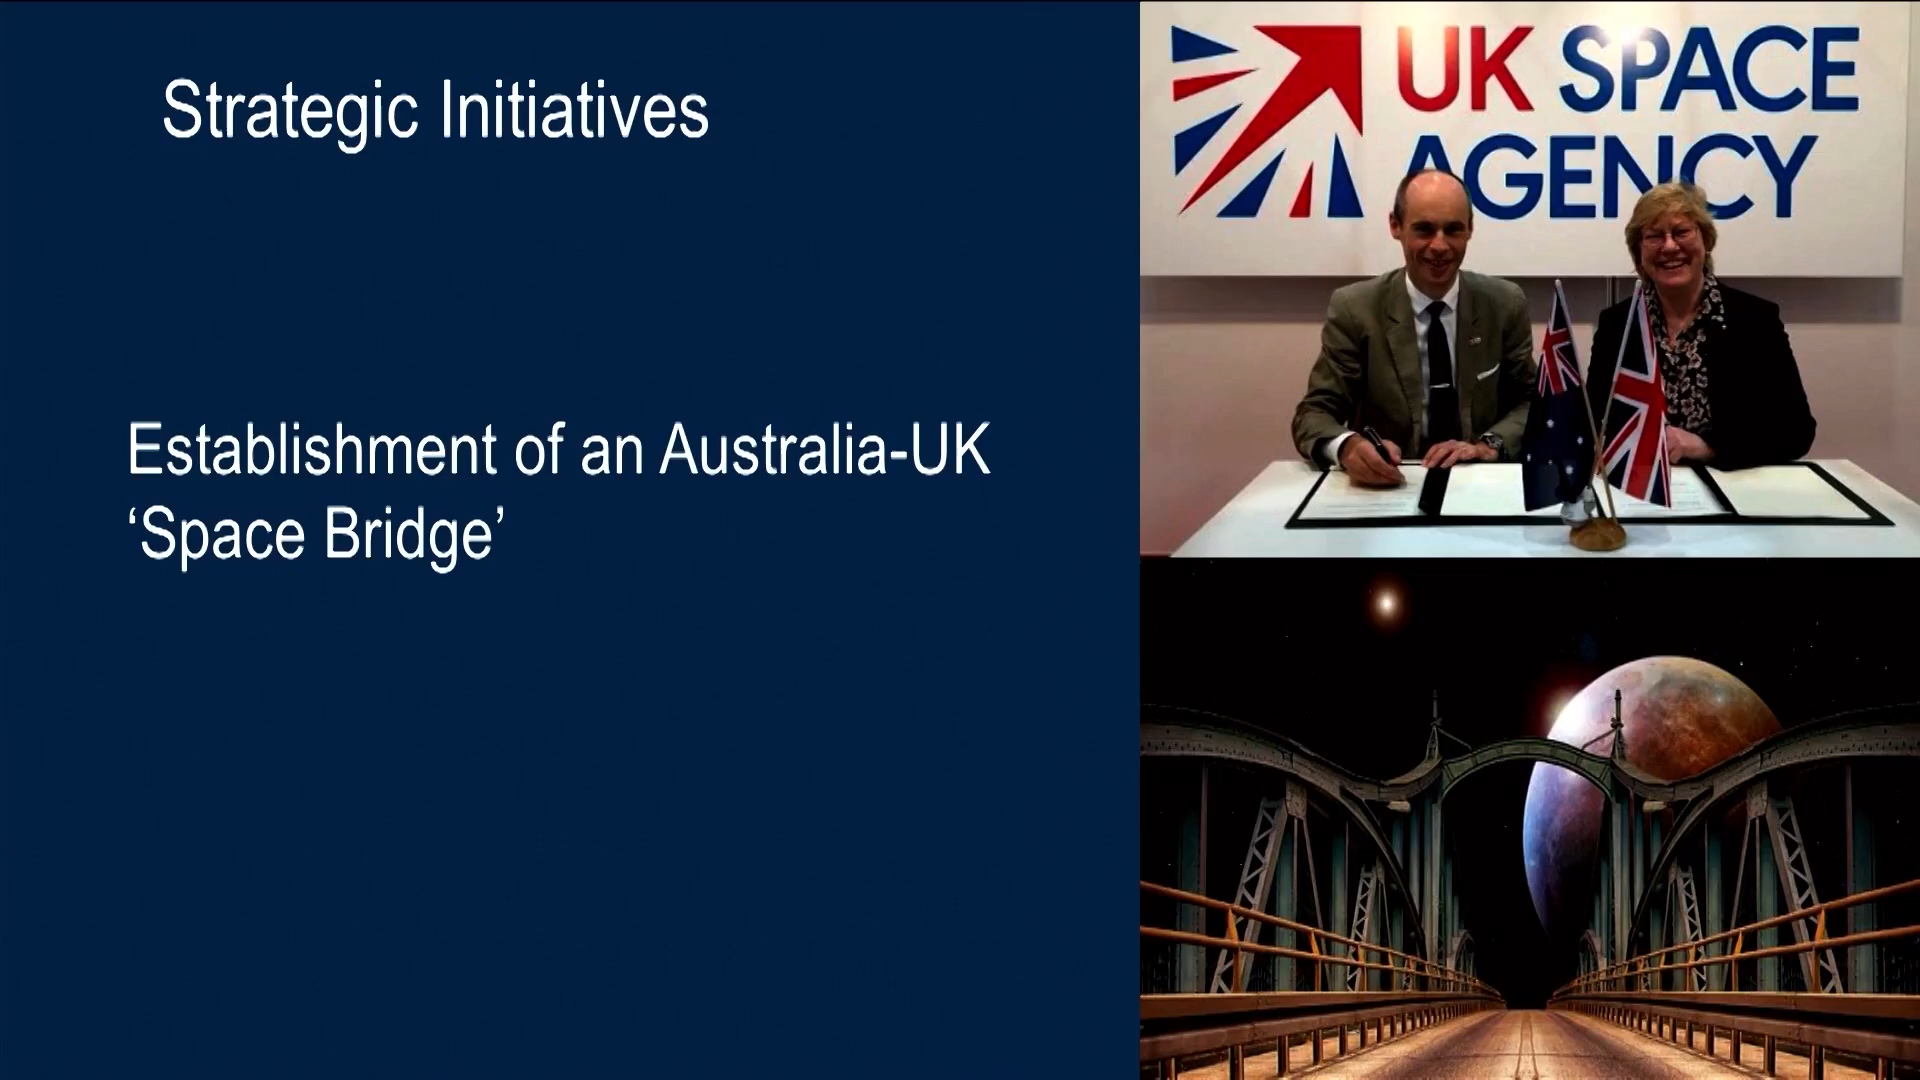 Strategic Initiatives
Establishment of an Australia-UK
‘Space Bridge’
UK SPACE
AGENCY